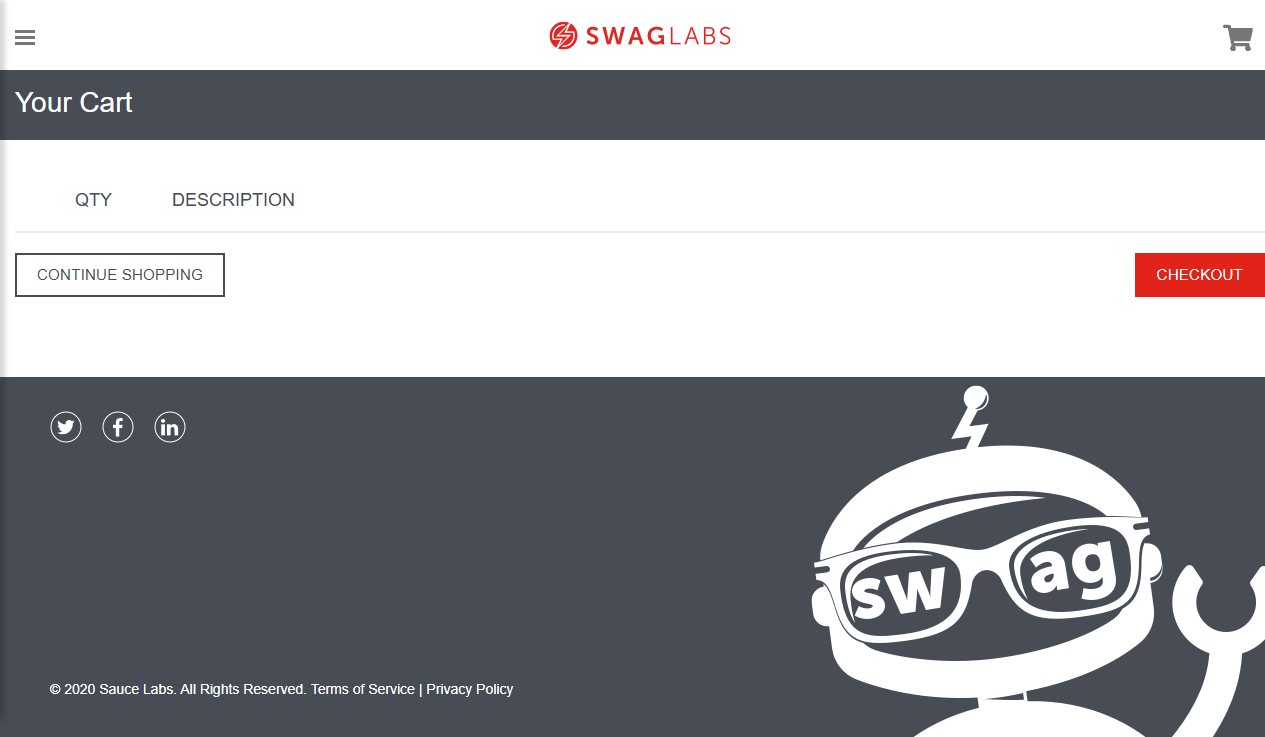 SWAGLABS
Your Cart
QTY DESCRIPTION
CONTINUE SHOPPING CHECKOUT
sw ag
© 2020 Sauce Labs. All Rights Reserved. Terms of Service | Privacy Policy